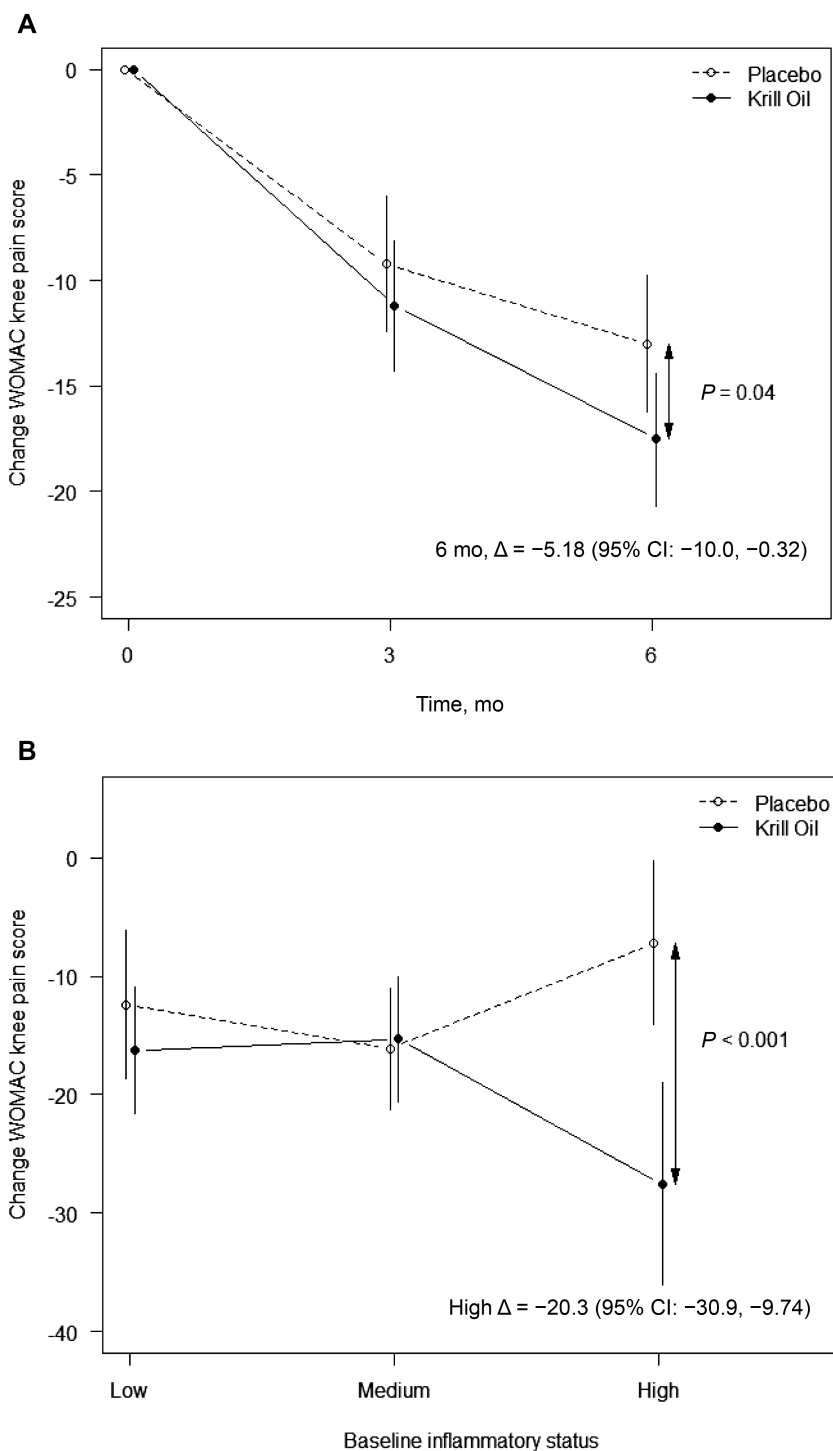 A
Placebo
Krill Oil
0
-5
-10
-15
-20
-25
Change WOMAC knee pain score
P = 0.04
6 mo, Δ = −5.18 (95% CI: −10.0, −0.32)
0
3
6
Time, mo
B
Placebo
Krill Oil
0
-10
-20
-30
-40
Change WOMAC knee pain score
P < 0.001
High Δ = −20.3 (95% CI: −30.9, −9.74)
Low
Medium
High
Baseline inflammatory status